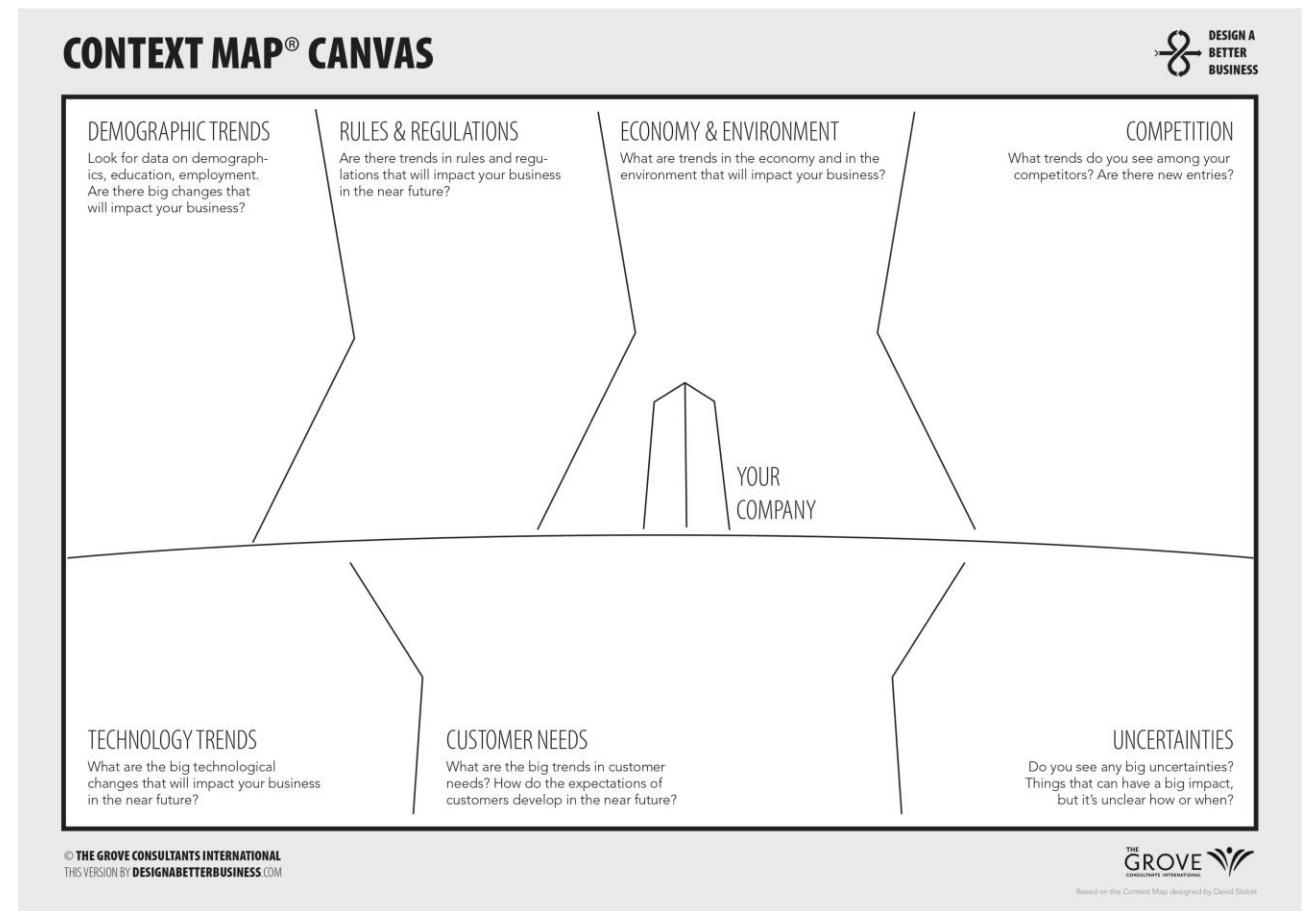 CONTEXT MAP® CANVAS
DESIGN A
BETTER
BUSINESS
DEMOGRAPHIC TRENDS
Look for data on demograph-
ics, education, employment.
Are there big changes that
will impact your business?
RULES & REGULATIONS
Are there trends in rules and regu-
lations that will impact your business
in the near future?
ECONOMY & ENVIRONMENT
What are trends in the economy and in the
environment that will impact your business?
COMPETITION
What trends do you see among your
competitors? Are there new entries?
YOUR
COMPANY
TECHNOLOGY TRENDS
What are the big technological
changes that will impact your business
in the near future?
CUSTOMER NEEDS
What are the big trends in customer
needs? How do the expectations of
customers develop in the near future?
UNCERTAINTIES
Do you see any big uncertainties?
Things that can have a big impact,
but it's unclear how or when?
© THE GROVE CONSULTANTS INTERNATIONAL
THIS VERSION BY DESIGNABETTERBUSINESS.COM
THE
GROVE
CONSULTANTS INTERNATIONAL
Based on the Context Map designed by David Sibbet